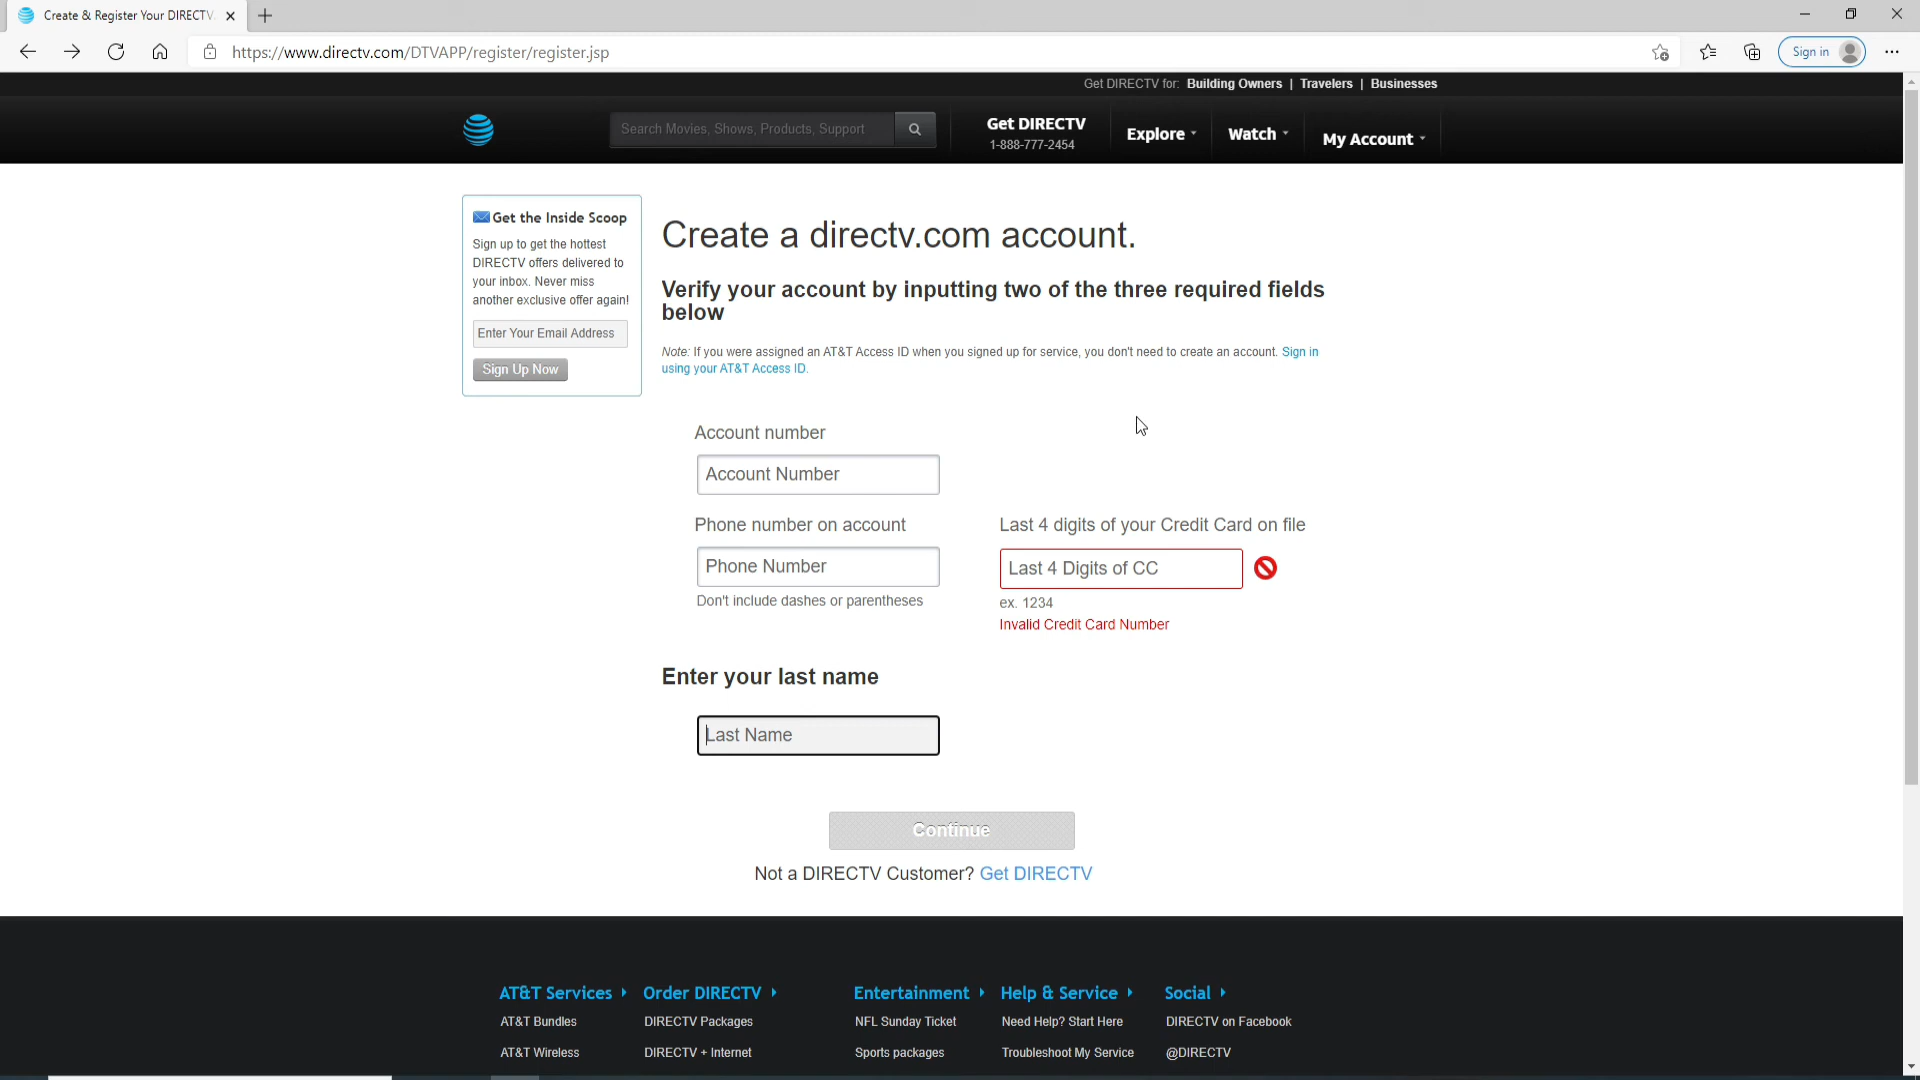 Create & Register Your DIRECTV
https://www.directv.com/DTVAPP/register/register.jsp
Sign in
Get DIRECTV for: Building Owners | Travelers | Businesses
Search Movies, Shows, Products, Support
Get DIRECTV
1-888-777-2454
Explore
Watch
My Account
Get the Inside Scoop
Sign up to get the hottest
DIRECTV offers delivered to
your inbox. Never miss
another exclusive offer again!
Enter Your Email Address
Sign Up Now
Create a directv.com account.
Verify your account by inputting two of the three required fields
below
Note: If you were assigned an AT&T Access ID when you signed up for service, you don't need to create an account. Sign in
using your AT&T Access ID.
Account number
Account Number
Phone number on account
Phone Number
Don't include dashes or parentheses
Last 4 digits of your Credit Card on file
Last 4 Digits of CC
ex. 1234
Invalid Credit Card Number
Enter your last name
Last Name
Continue
Not a DIRECTV Customer? Get DIRECTV
AT&T Services
AT&T Bundles
AT&T Wireless
Order DIRECTV
DIRECTV Packages
DIRECTV + Internet
Entertainment
NFL Sunday Ticket
Sports packages
Help & Service
Need Help? Start Here
Troubleshoot My Service
Social
DIRECTV on Facebook
@DIRECTV